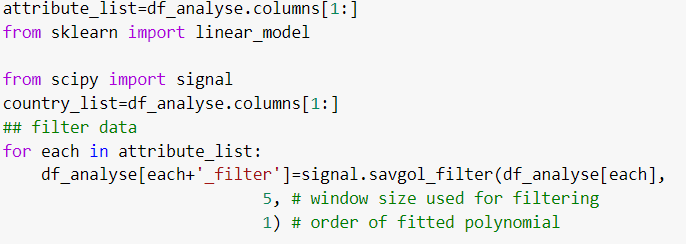 attribute_list=df_analyse.columns[1:]
from sklearn import linear_model
from scipy import signal
country_list=df_analyse.columns[1:]
## filter data
for each in attribute_list:
    df_analyse[each+'_filter']=signal.savgol_filter(df_analyse[each],
                           5, # window size used for filtering
                           1) # order of fitted polynomial